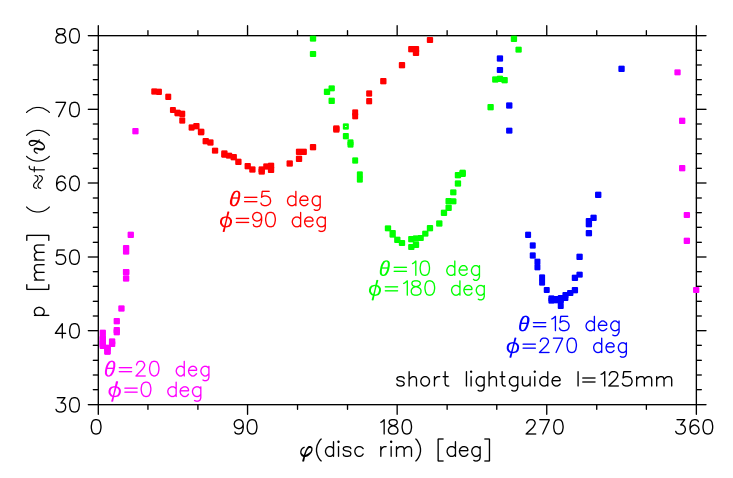 80
70
60
50
40
30
p [mm] ( ≈f(ϑ) )
θ=5 deg
ϕ=90 deg
θ=10 deg
ϕ=180 deg
θ=15 deg
ϕ=270 deg
θ=20 deg
ϕ=0 deg
short lightguide l=125mm
0 90 180 270 360
φ(disc rim) [deg]